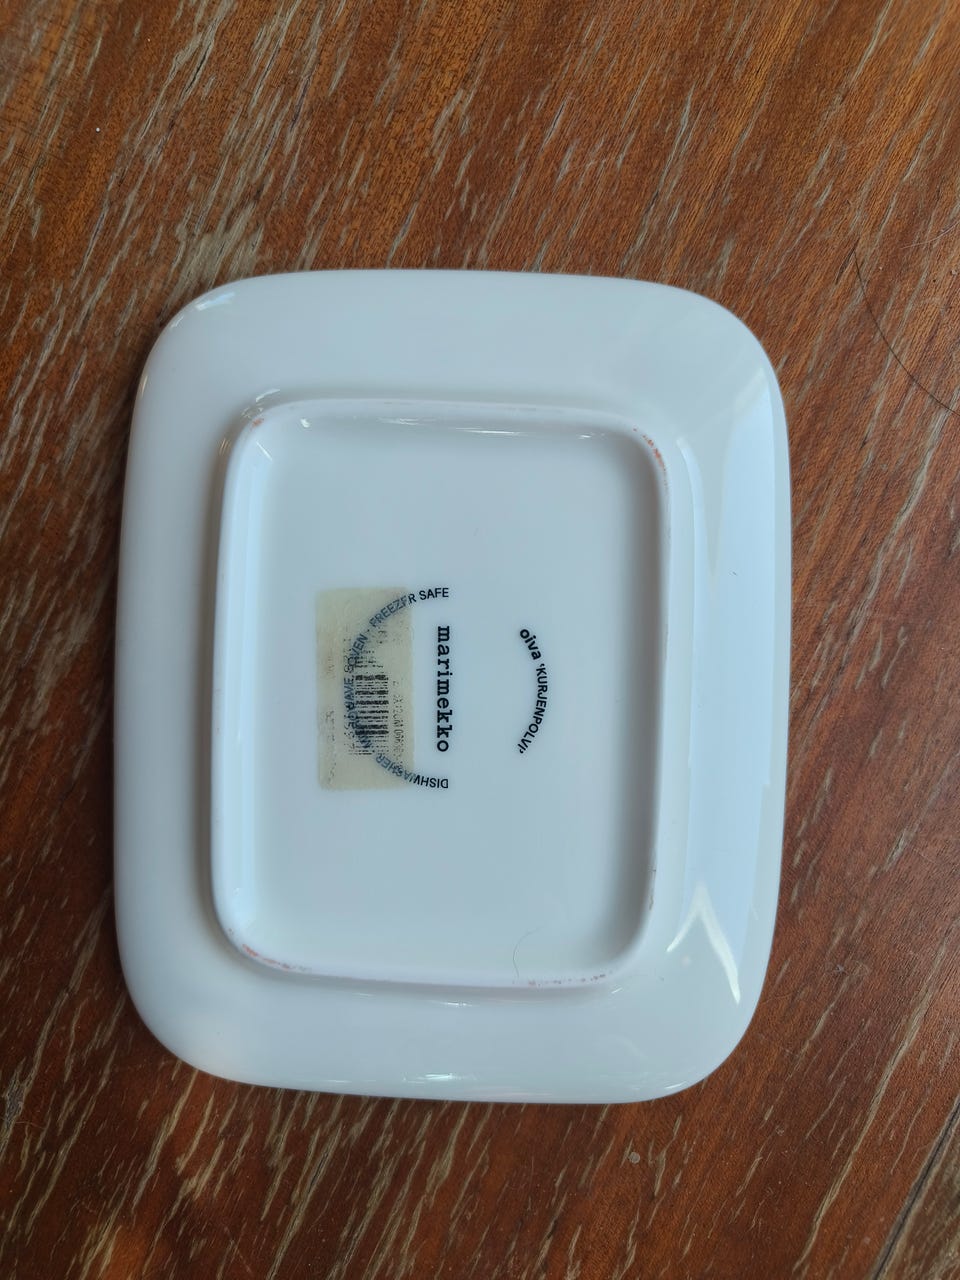 oiva 'KURJENPOLVI'
marimekko
DISHWASHER - MICROWAVE - OVEN - FREEZER SAFE